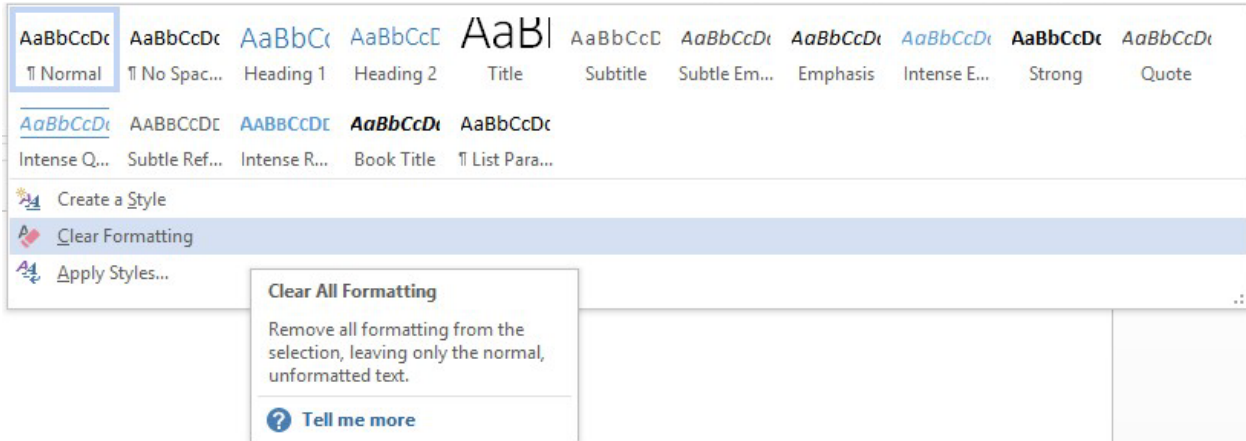 AaBbCcDc AaBbCcDc AaBbCc AaBbCcD AaBl AaBbCcD AaBbCcDc AaBbCcDc AaBbCcDc AaBbCcDc AaBbCcDc
¶ Normal ¶ No Spac... Heading 1 Heading 2 Title Subtitle Subtle Em... Emphasis Intense E... Strong Quote
AaBbCcDc AABBCCDD AABBCCDD AaBbCcDc AaBbCcDc
Intense Q... Subtle Ref... Intense R... Book Title ¶ List Para...
Create a Style
Clear Formatting
Apply Styles...
Clear All Formatting
Remove all formatting from the
selection, leaving only the normal,
unformatted text.
Tell me more